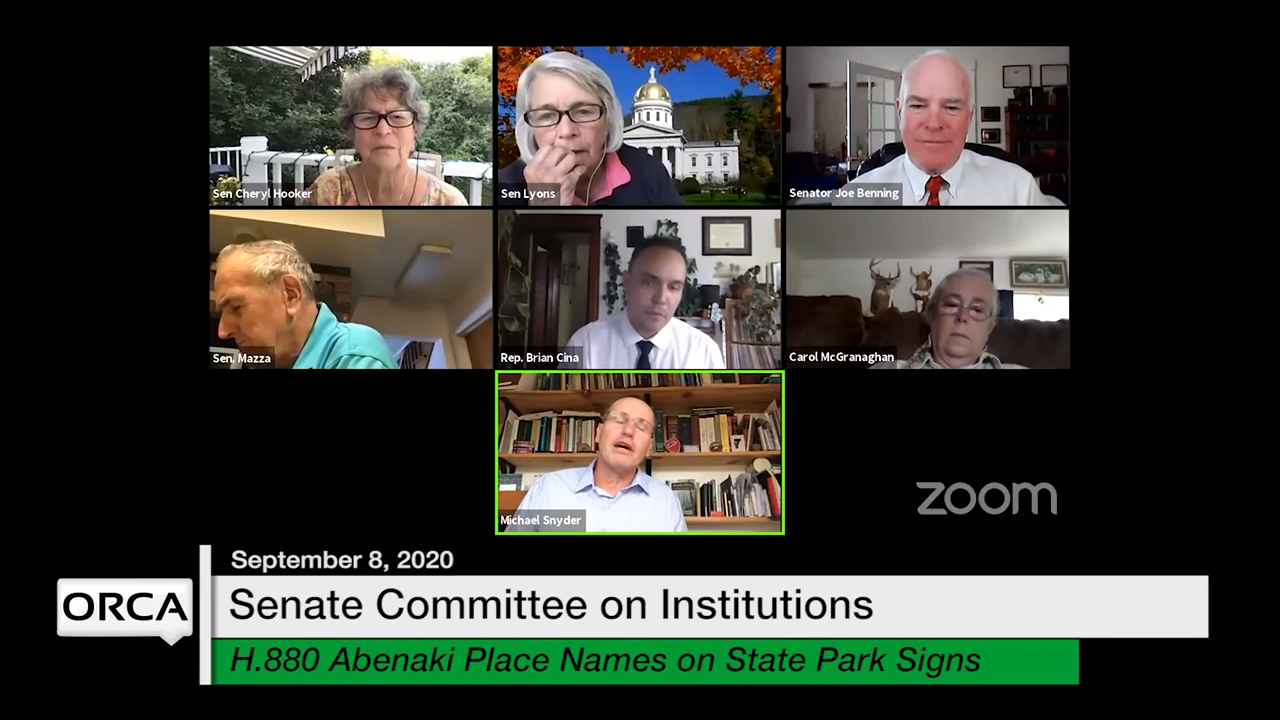 Sen Cheryl Hooker
Sen Lyons
Senator Joe Benning
Sen. Mazza
Rep. Brian Cina
Carol McGranaghan
Michael Snyder
zoom
September 8, 2020
ORCA
Senate Committee on Institutions
H.880 Abenaki Place Names on State Park Signs